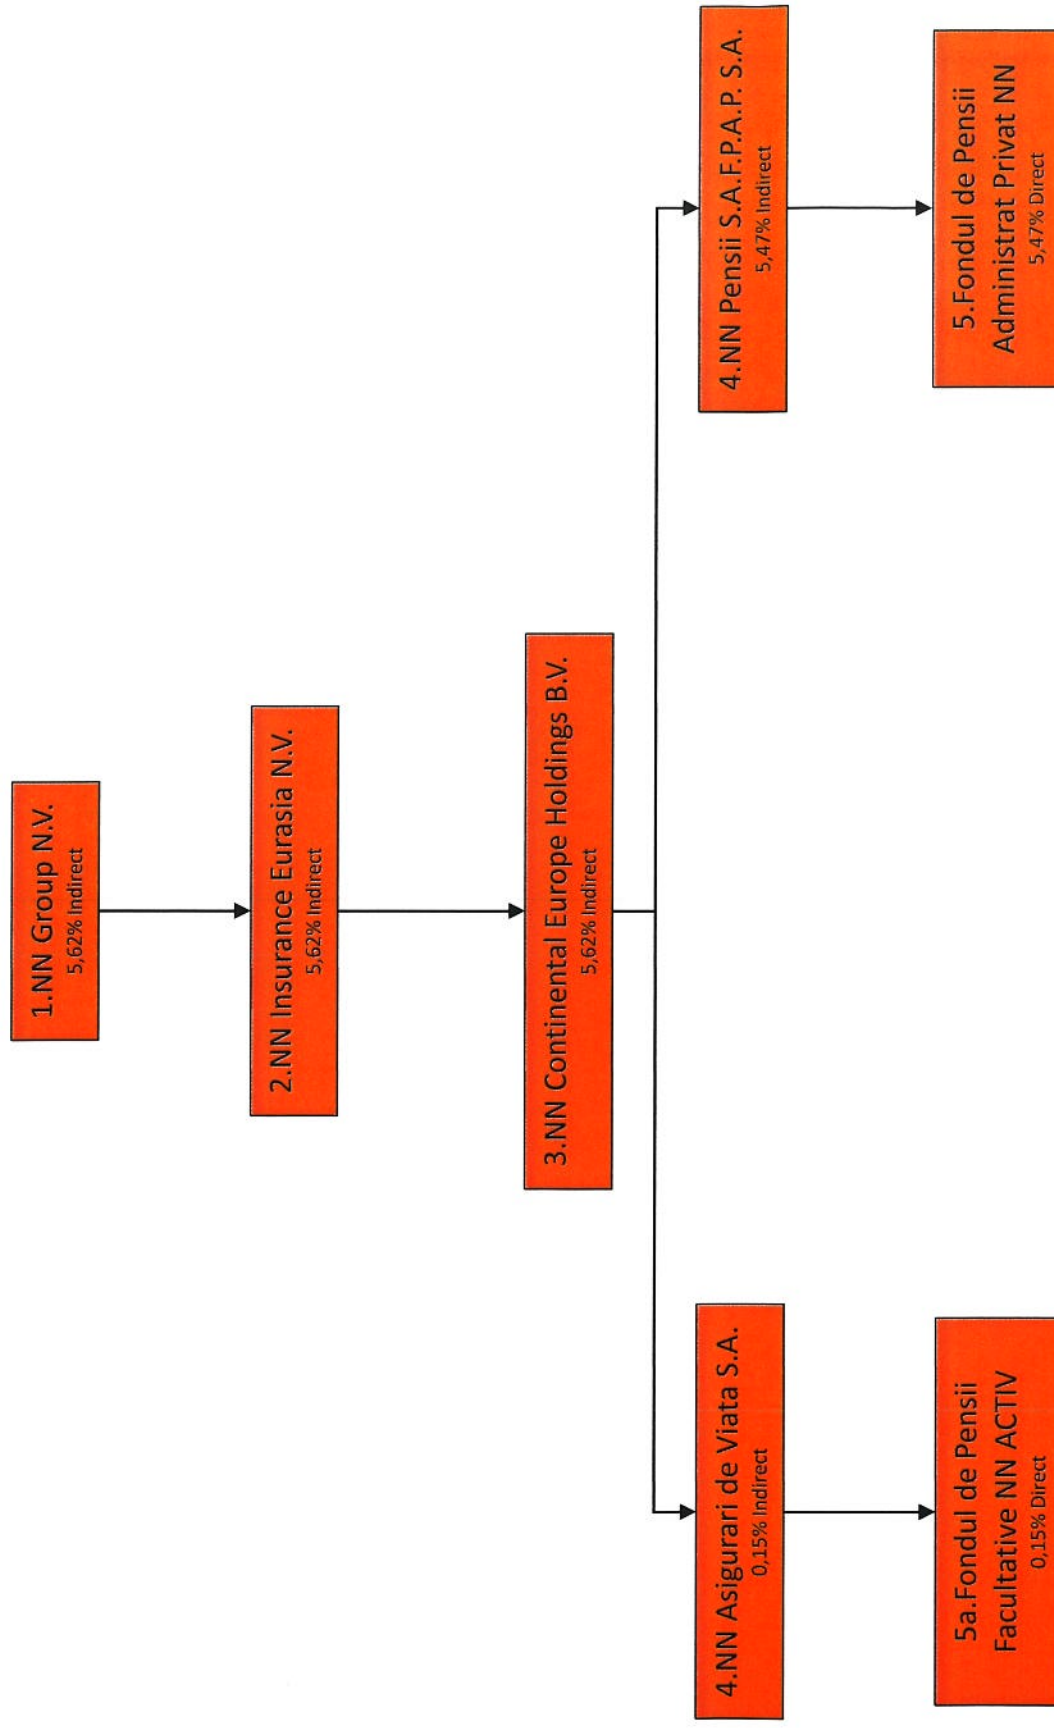 1.NN Group N.V.
5,62% Indirect
2.NN Insurance Eurasia N.V.
5,62% Indirect
3.NN Continental Europe Holdings B.V.
5,62% Indirect
4.NN Asigurari de Viata S.A.
0,15% Indirect
4.NN Pensii S.A.F.P.A.P. S.A.
5,47% Indirect
5a.Fondul de Pensii
Facultative NN ACTIV
0,15% Direct
5.Fondul de Pensii
Administrat Privat NN
5,47% Direct